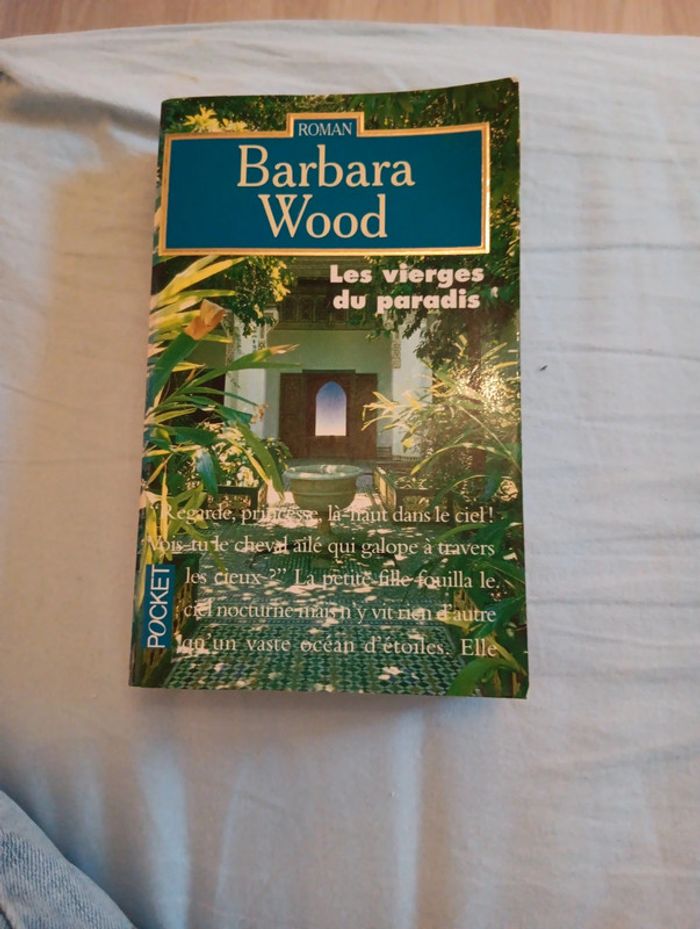 ROMAN
Barbara
Wood
Les vierges
du paradis
"Regarde, princesse, là-haut dans le ciel !
Vois-tu le cheval ailé qui galope à travers
les cieux ?" La petite fille fouilla le
ciel nocturne mais n'y vit rien d'autre
qu'un vaste océan d'étoiles. Elle
POCKET